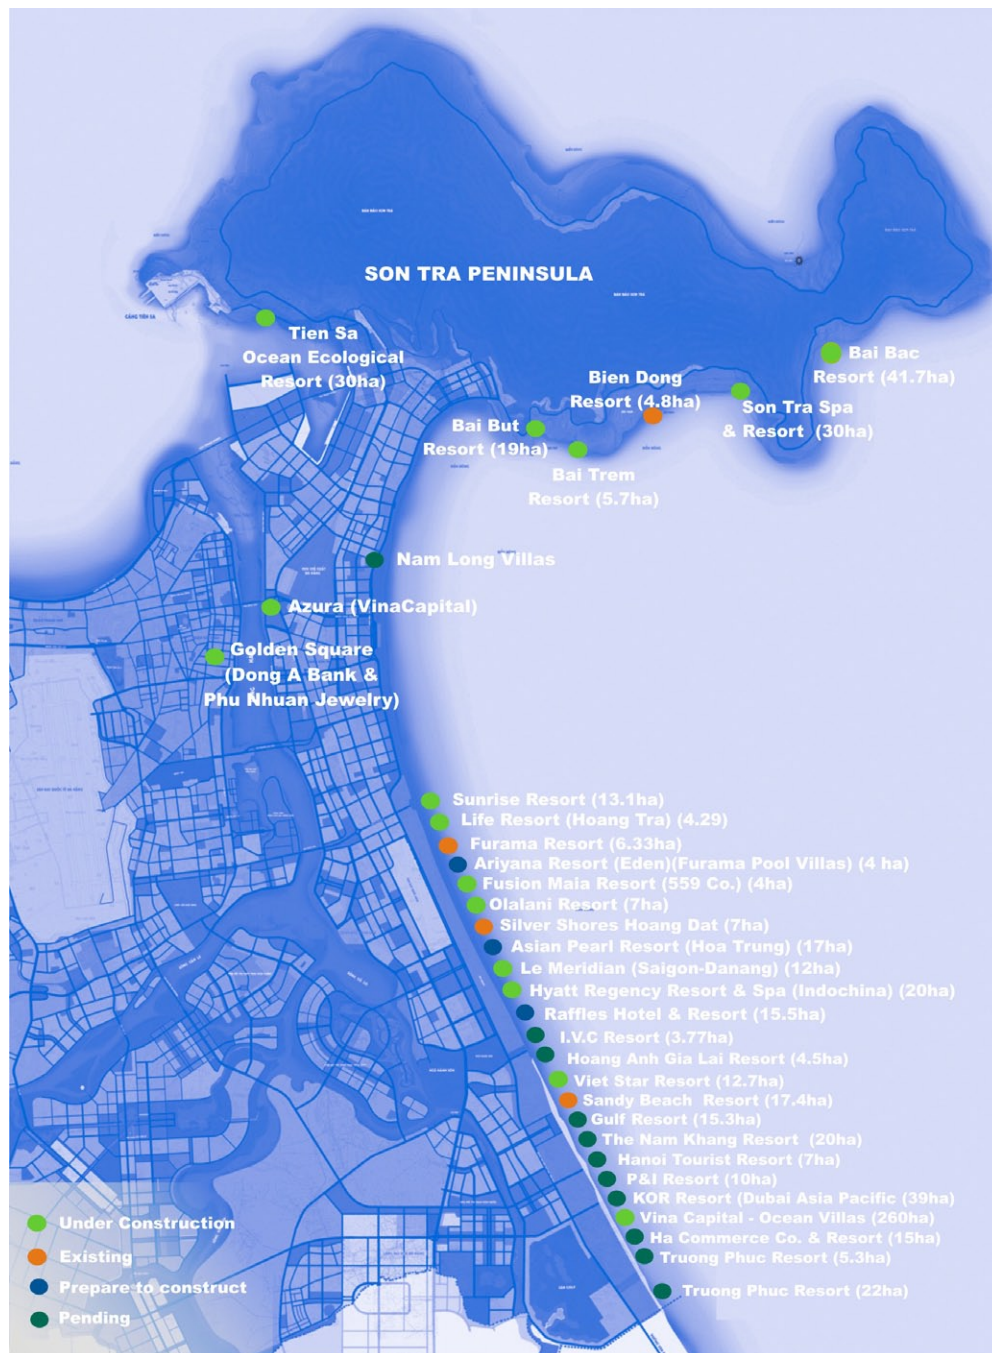 SON TRA PENINSULA
CẢNG TIÊN SA
Tien Sa
Ocean Ecological
Resort (30ha)
Bai Bac
Resort (41.7ha)
Bien Dong
Resort (4.8ha)
Son Tra Spa
& Resort (30ha)
Bai But
Resort (19ha)
Bai Trem
Resort (5.7ha)
Nam Long Villas
Azura (VinaCapital)
Golden Square
(Dong A Bank &
Phu Nhuan Jewelry)
Sunrise Resort (13.1ha)
Life Resort (Hoang Tra) (4.29)
Furama Resort (6.33ha)
Ariyana Resort (Eden)(Furama Pool Villas) (4 ha)
Fusion Maia Resort (559 Co.) (4ha)
Olalani Resort (7ha)
Silver Shores Hoang Dat (7ha)
Asian Pearl Resort (Hoa Trung) (17ha)
Le Meridian (Saigon-Danang) (12ha)
Hyatt Regency Resort & Spa (Indochina) (20ha)
Raffles Hotel & Resort (15.5ha)
I.V.C Resort (3.77ha)
Hoang Anh Gia Lai Resort (4.5ha)
Viet Star Resort (12.7ha)
Sandy Beach Resort (17.4ha)
Gulf Resort (15.3ha)
The Nam Khang Resort (20ha)
Hanoi Tourist Resort (7ha)
P&I Resort (10ha)
KOR Resort (Dubai Asia Pacific (39ha)
Vina Capital - Ocean Villas (260ha)
Ha Commerce Co. & Resort (15ha)
Truong Phuc Resort (5.3ha)
Truong Phuc Resort (22ha)
Under Construction
Existing
Prepare to construct
Pending